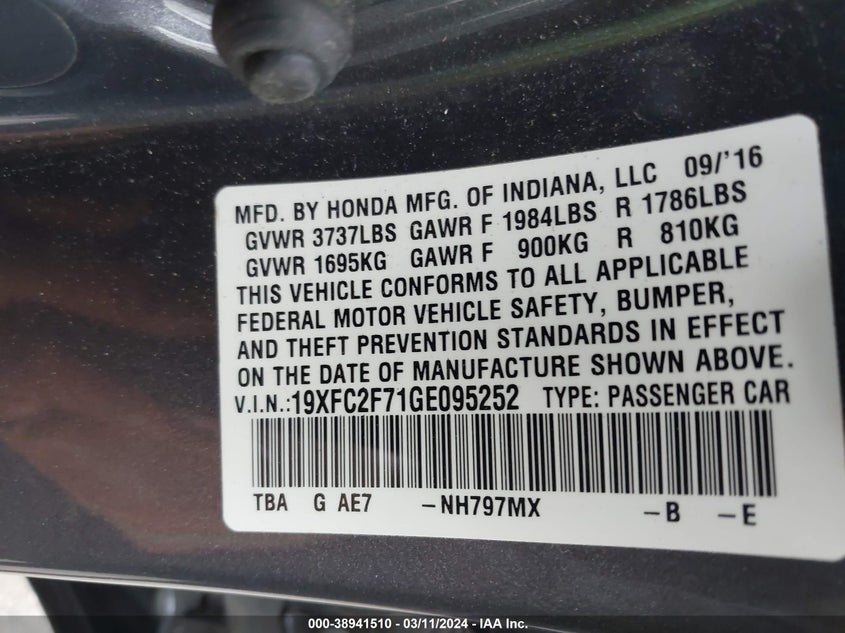 MFD. BY HONDA MFG. OF INDIANA, LLC 09/'16
GVWR 3737LBS GAWR F 1984LBS R 1786LBS
GVWR 1695KG GAWR F 900KG R 810KG
THIS VEHICLE CONFORMS TO ALL APPLICABLE
FEDERAL MOTOR VEHICLE SAFETY, BUMPER,
AND THEFT PREVENTION STANDARDS IN EFFECT
ON THE DATE OF MANUFACTURE SHOWN ABOVE.
V.I.N.:19XFC2F71GE095252 TYPE: PASSENGER CAR
TBA G AE7 -NH797MX -B -E
000-38941510 - 03/11/2024 - IAA Inc.